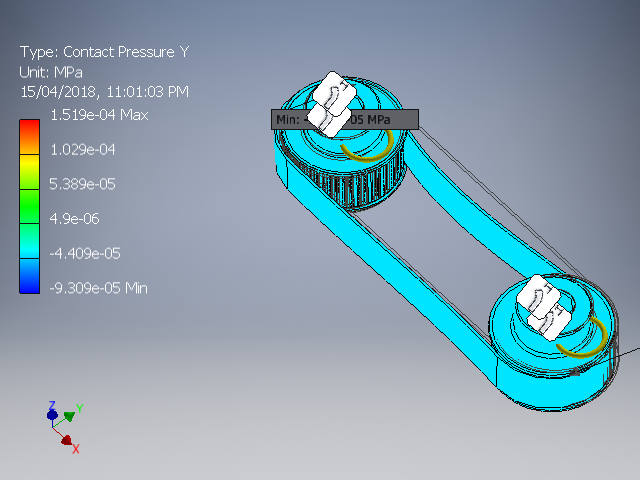 Type: Contact Pressure Y
Unit: MPa
15/04/2018, 11:01:03 PM
1.519e-04 Max
1.029e-04
5.389e-05
4.9e-06
-4.409e-05
-9.309e-05 Min
Min: 05 MPa
Z
Y
X